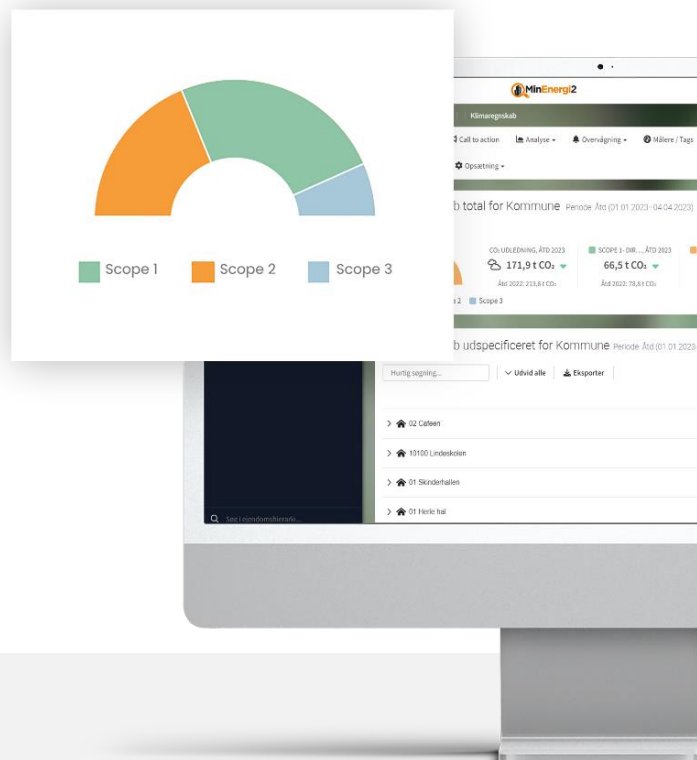 Scope 1
Scope 2
Scope 3
MinEnergi2
Klimaregnskab
Call to action
Analyse
Overvågning
Målere / Tags
Opsætning
b total for Kommune Periode: Åtd (01.01.2023-04.04.2023)
CO₂ UDLEDNING, ÅTD 2023
SCOPE 1- DIR..., ÅTD 2023
171,9 t CO₂
66,5 t CO₂
Åtd 2022: 213,6 t CO₂
Åtd 2022: 78,8 t CO₂
2
Scope 3
b udspecificeret for Kommune Periode: Åtd (01.01.2023-
Hurtig søgning...
Udvid alle
Eksporter
02 Cafeen
10100 Lindeskolen
01 Skinderhallen
01 Herle hal
Søg i ejendomshierarki...